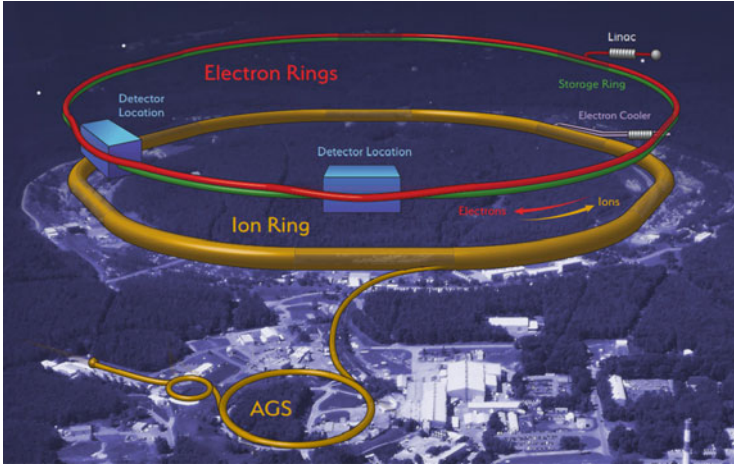 Linac
Electron Rings
Storage Ring
Detector
Location
Electron Cooler
Detector Location
Ions
Electrons
Ion Ring
AGS